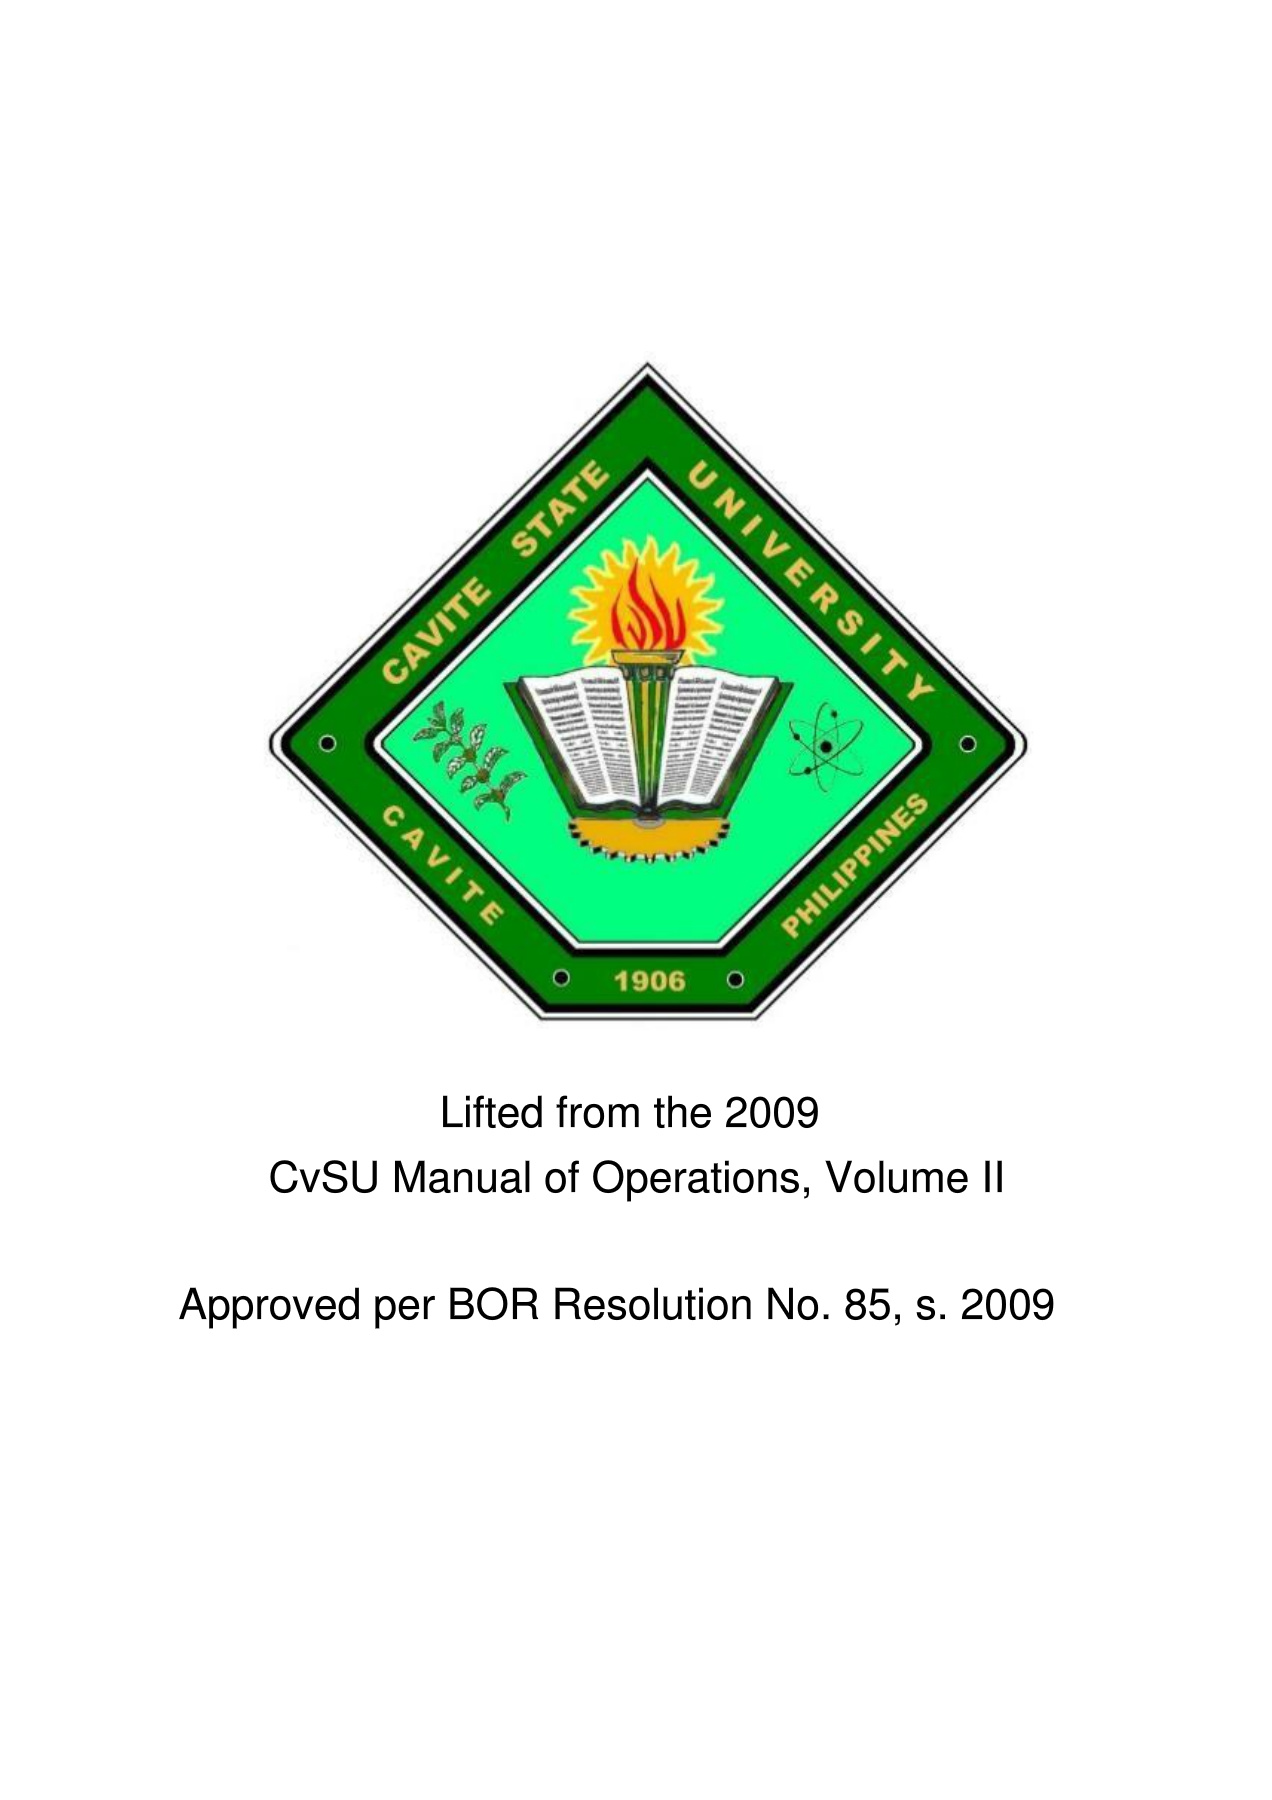 CAVITE STATE UNIVERSITY
CAVITE
PHILIPPINES
1906
Lifted from the 2009
CvSU Manual of Operations, Volume II
Approved per BOR Resolution No. 85, s. 2009